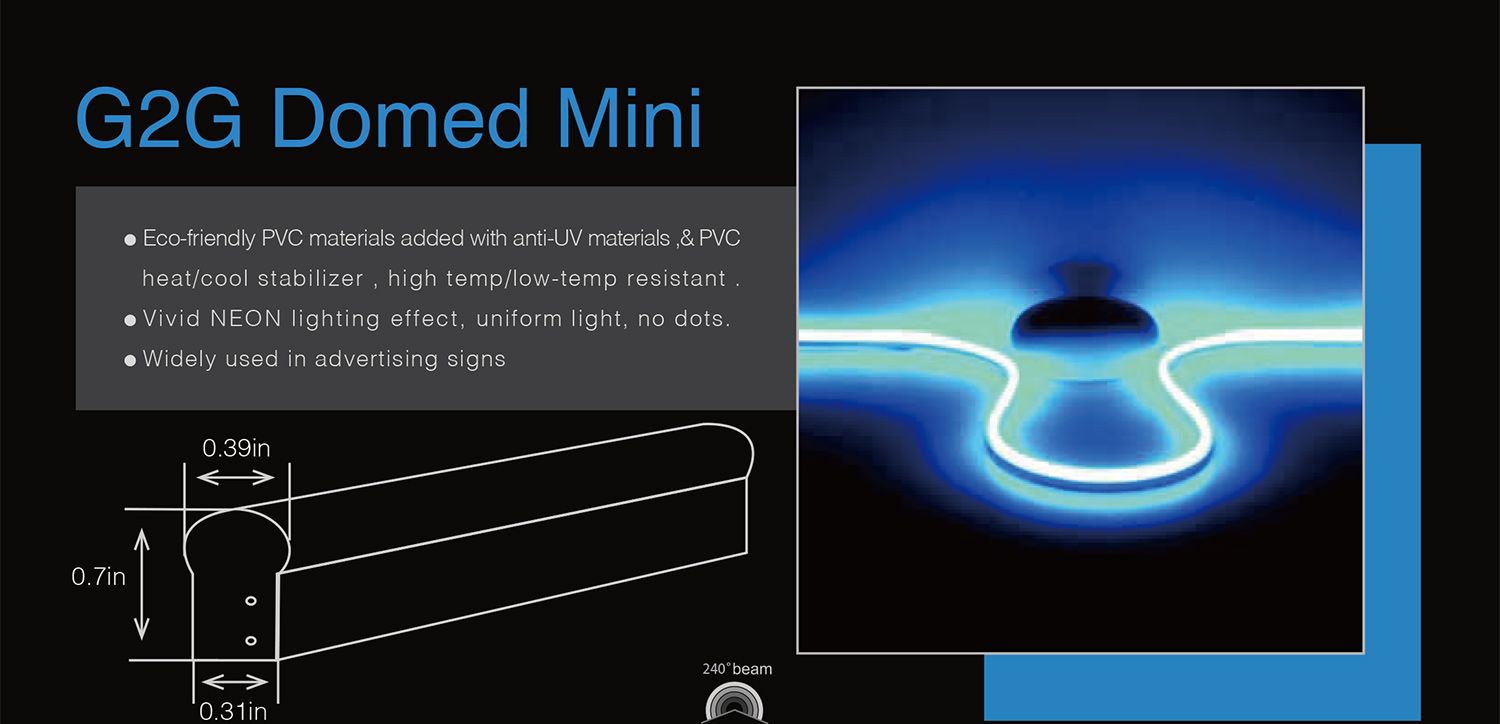 G2G Domed Mini
● Eco-friendly PVC materials added with anti-UV materials ,& PVC
heat/cool stabilizer , high temp/low-temp resistant .
● Vivid NEON lighting effect, uniform light, no dots.
● Widely used in advertising signs
0.39in
0.7in
0.31in
240°beam